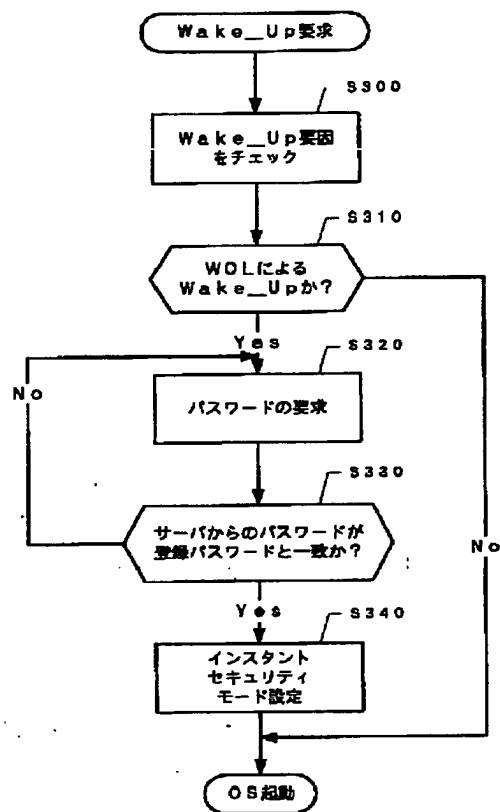 Wake__Up要求
S300
Wake__Up要因
をチェック
S310
WOLによる
Wake__Upか?
Yes
No
S320
パスワードの要求
S330
サーバからのパスワードが
登録パスワードと一致か?
No
Yes
S340
インスタント
セキュリティ
モード設定
OS起動